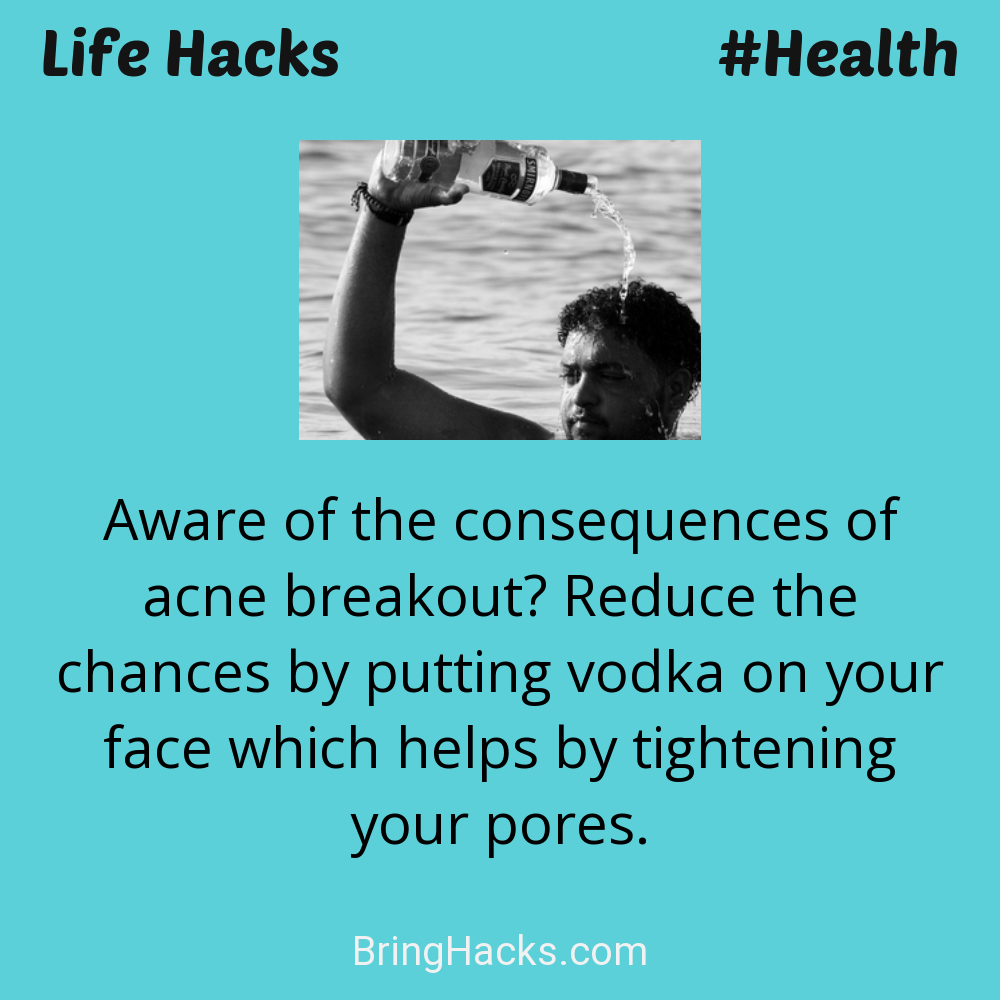 Life Hacks #Health
Aware of the consequences of
acne breakout? Reduce the
chances by putting vodka on your
face which helps by tightening
your pores.
BringHacks.com